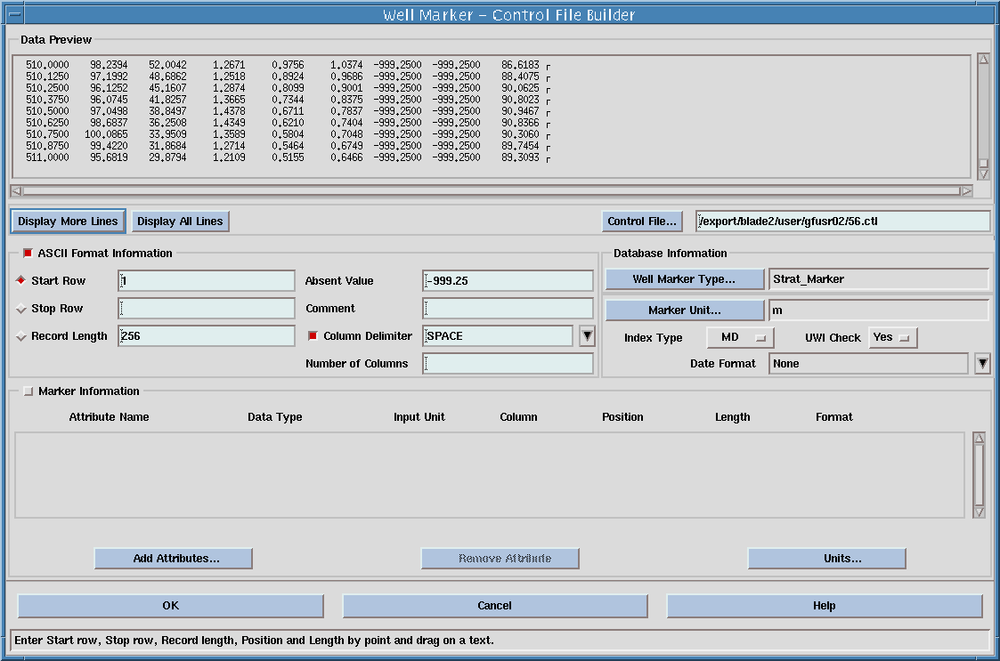 Well Marker - Control File Builder
Data Preview
510.0000 98.2394 52.0042 1.2671 0.9756 1.0374 -999.2500 -999.2500 86.6183
510.1250 97.1992 48.6862 1.2518 0.8924 0.9686 -999.2500 -999.2500 88.4075
510.2500 96.1252 45.1607 1.2874 0.8099 0.9001 -999.2500 -999.2500 90.0625
510.3750 96.0745 41.8257 1.3665 0.7344 0.8375 -999.2500 -999.2500 90.8023
510.5000 97.0498 38.8497 1.4378 0.6711 0.7837 -999.2500 -999.2500 90.9467
510.6250 98.6837 36.2508 1.4349 0.6210 0.7404 -999.2500 -999.2500 90.8366
510.7500 100.0865 33.9509 1.3589 0.5804 0.7048 -999.2500 -999.2500 90.3060
510.8750 99.4220 31.8684 1.2714 0.5464 0.6749 -999.2500 -999.2500 89.7454
511.0000 95.6819 29.8794 1.2109 0.5155 0.6466 -999.2500 -999.2500 89.3093
Display More Lines Display All Lines Control File... /export/blade2/user/gfusr02/56.ctl
ASCII Format Information Database Information
Start Row 1 Absent Value -999.25 Well Marker Type... Strat_Marker
Stop Row Comment Marker Unit... m
Record Length 256 Column Delimiter SPACE Index Type MD UWI Check Yes
Number of Columns Date Format None
Marker Information
Attribute Name Data Type Input Unit Column Position Length Format
Add Attributes... Remove Attribute Units...
OK Cancel Help
Enter Start row, Stop row, Record length, Position and Length by point and drag on a text.